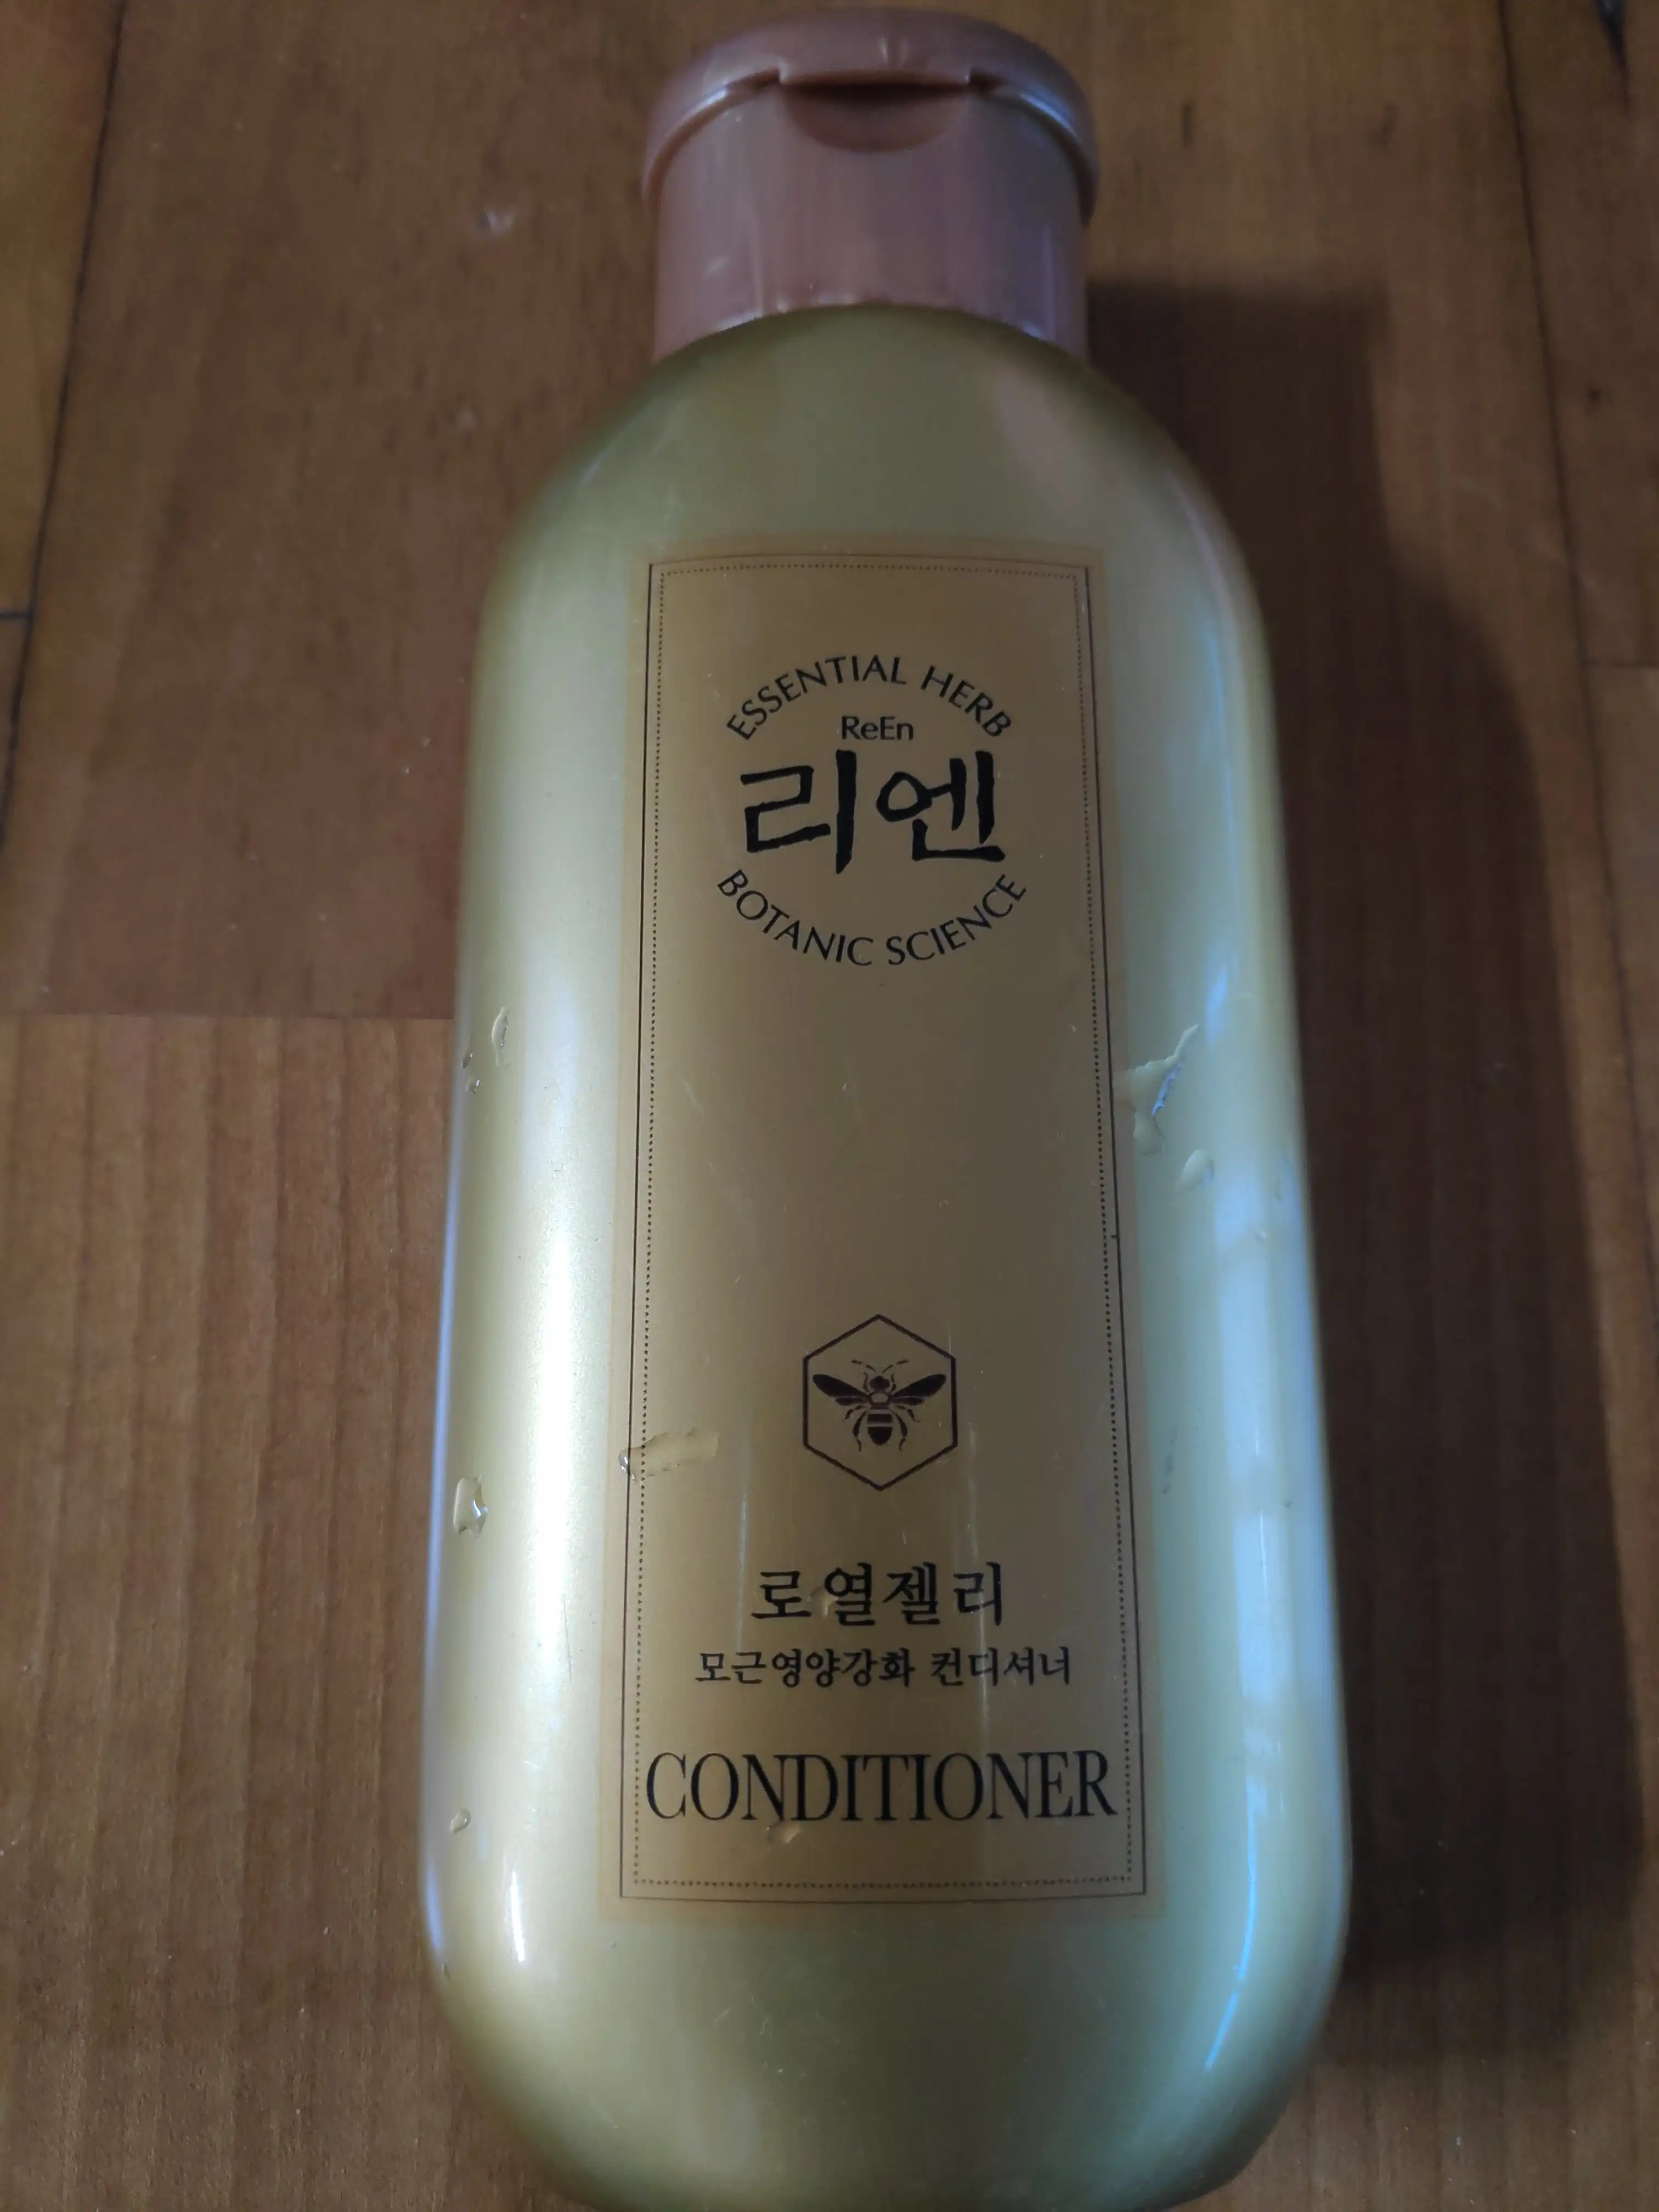 ESSENTIAL HERB
ReEn
리엔
BOTANIC SCIENCE
로열젤리
모근영양강화 컨디셔너
CONDITIONER